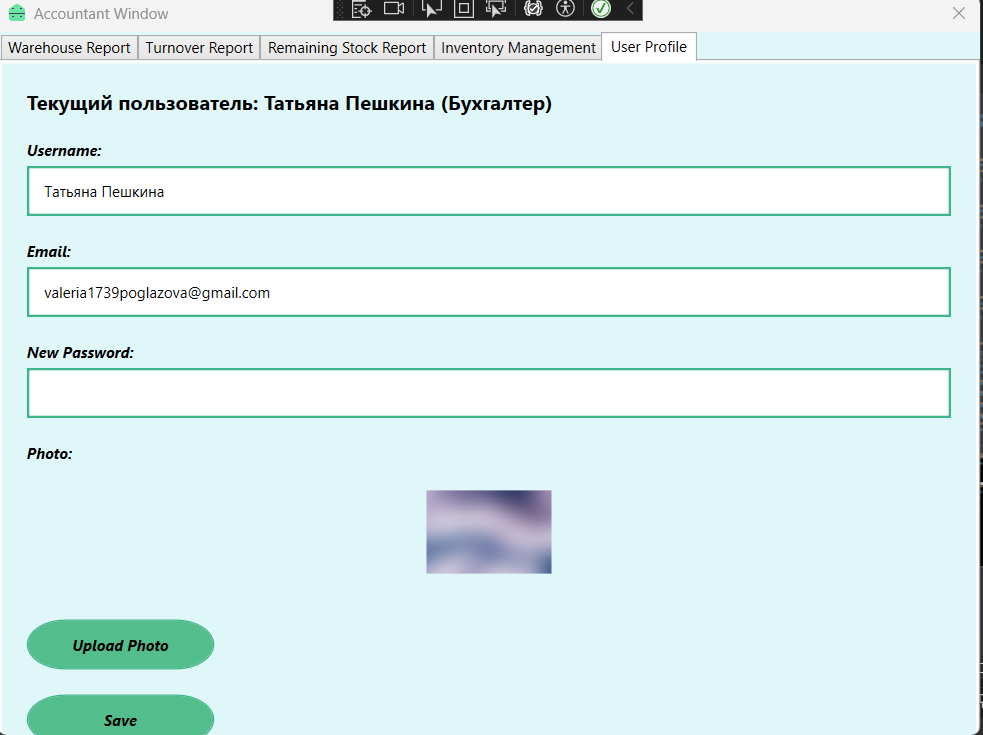 Accountant Window
Warehouse Report Turnover Report Remaining Stock Report Inventory Management User Profile
Текущий пользователь: Татьяна Пешкина (Бухгалтер)
Username:
Татьяна Пешкина
Email:
valeria1739poglazova@gmail.com
New Password:
Photo:
Upload Photo
Save